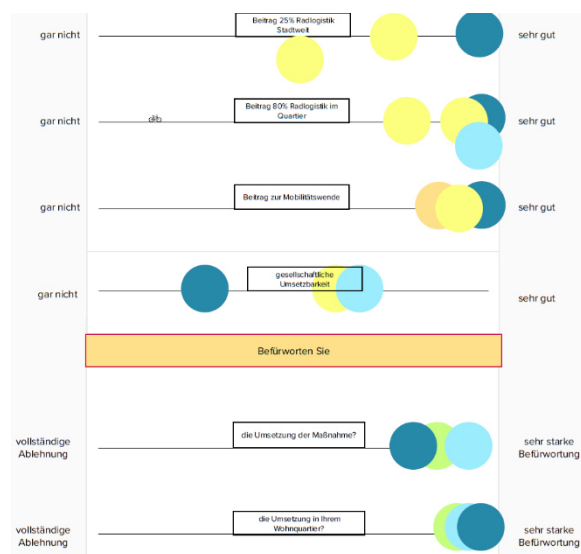 Beitrag 25% Radlogistik
Stadtweit
gar nicht
sehr gut
Beitrag 80% Radlogistik im
Quartier
gar nicht
sehr gut
Beitrag zur Mobilitätswende
gar nicht
sehr gut
gesellschaftliche
Umsetzbarkeit
gar nicht
sehr gut
Befürworten Sie
die Umsetzung der Maßnahme?
vollständige
Ablehnung
sehr starke
Befürwortung
die Umsetzung in Ihrem
Wohnquartier?
vollständige
Ablehnung
sehr starke
Befürwortung